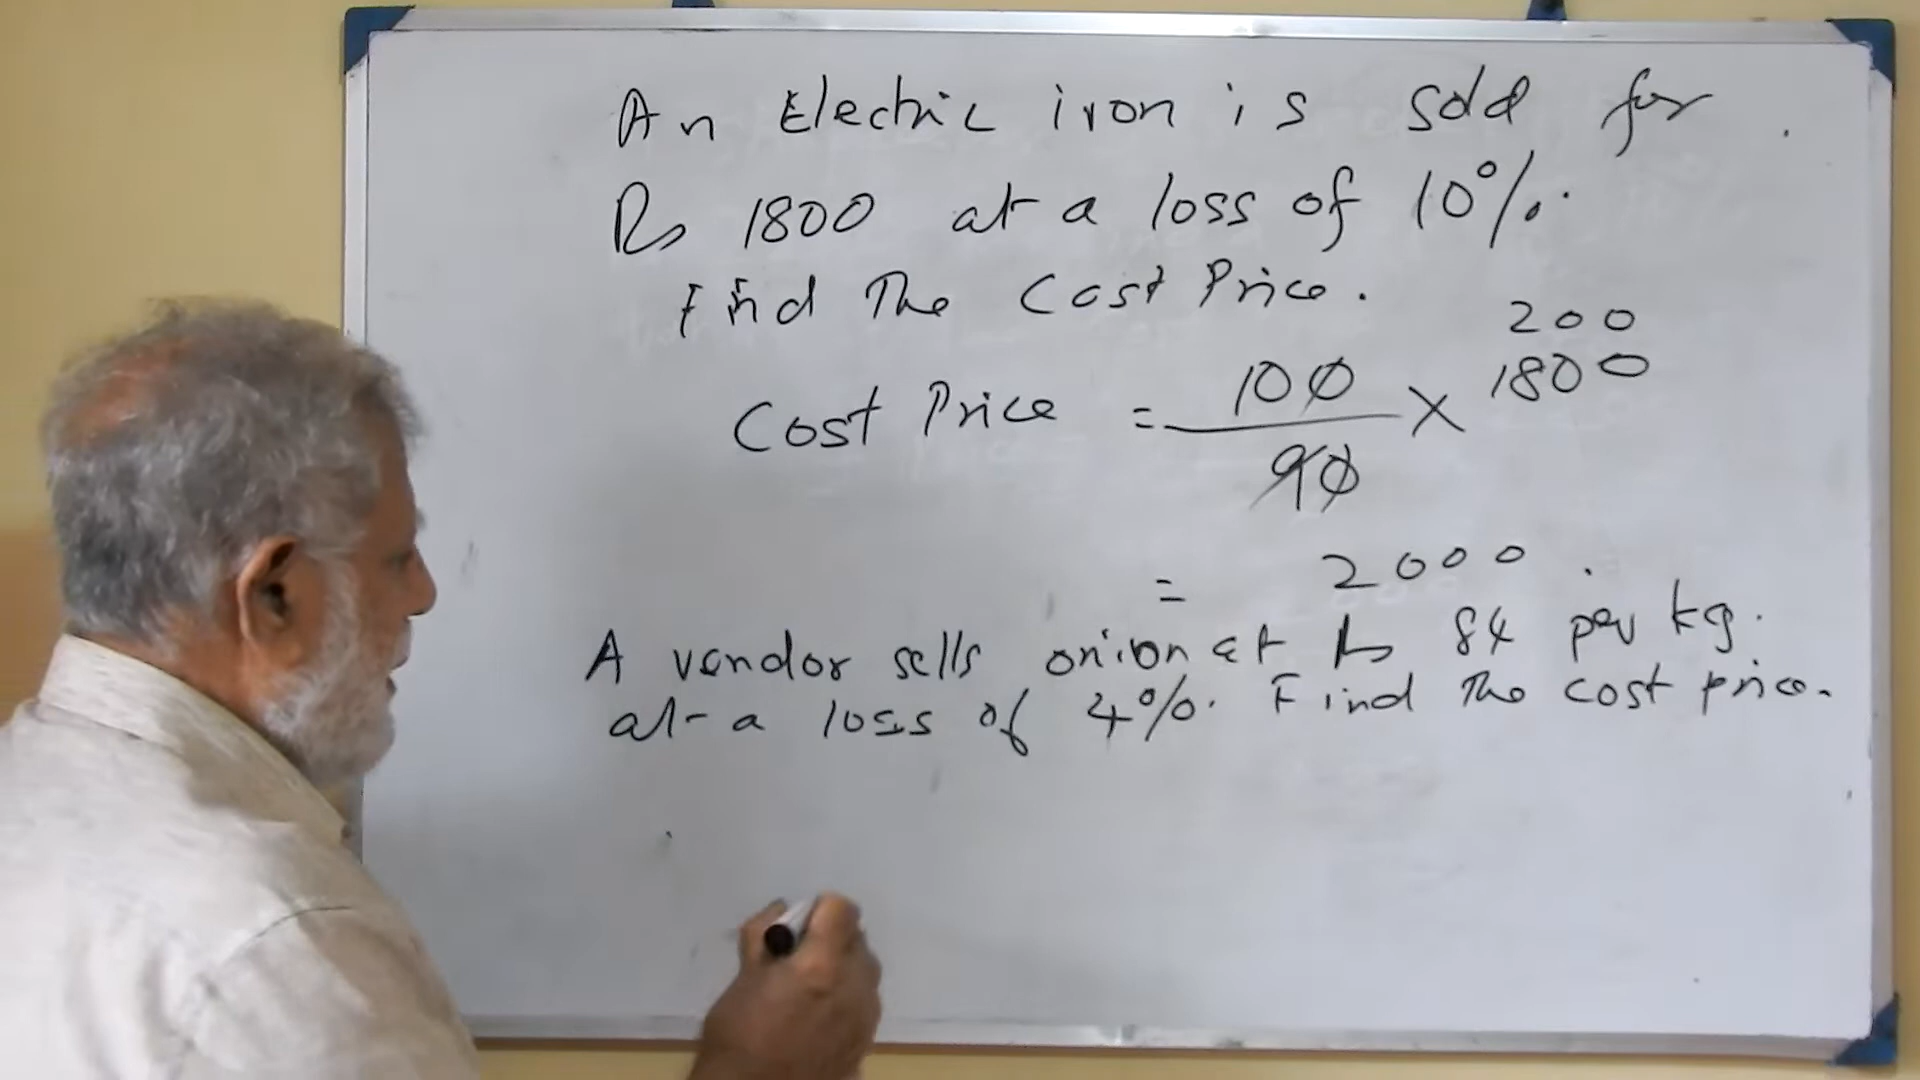 An Electric iron is sold for
Rs 1800 at a loss of 10%.
Find The Cost Price.
200
Cost Price = 100 × 1800
90
= 2000
A vendor sells onion at Rs 84 per kg.
at a loss of 4%. Find The cost price.